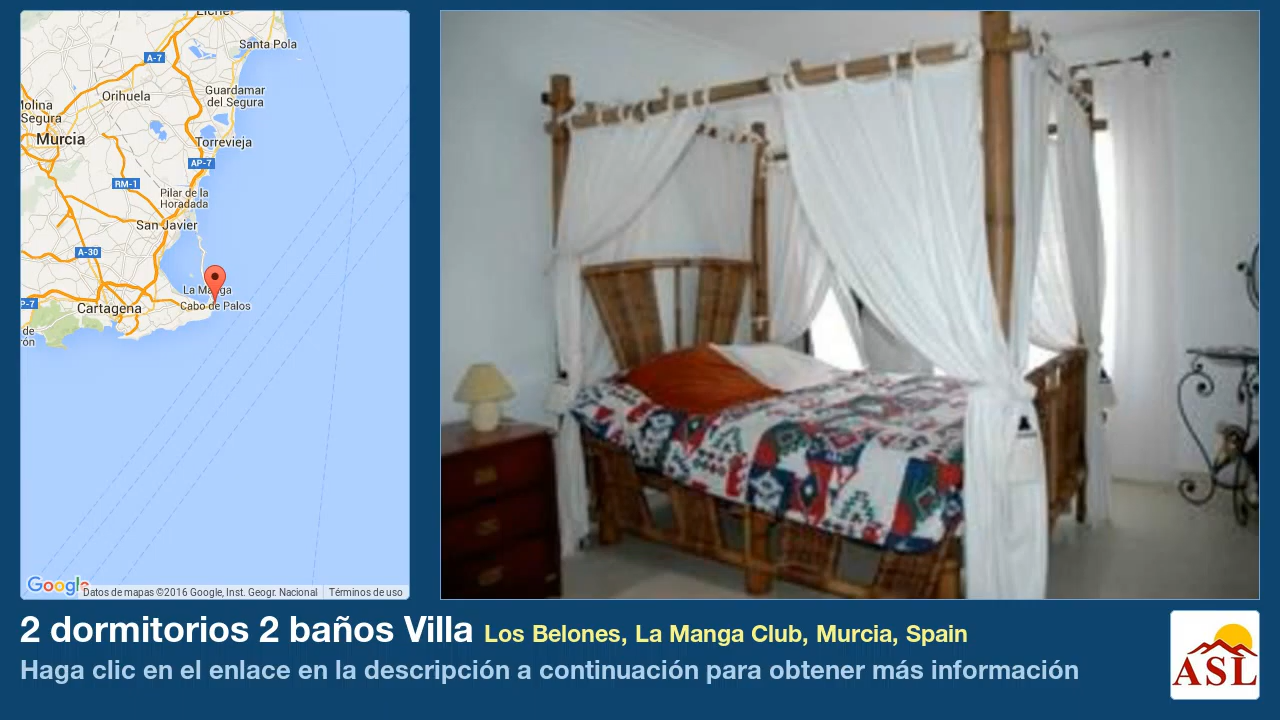 Elche
Santa Pola
A-7
Orihuela
Guardamar
del Segura
Molina
Segura
Murcia
Torrevieja
AP-7
RM-1
Pilar de la
Horadada
San Javier
A-30
La Manga
Cabo de Palos
P-7
Cartagena
de
rón
Google
Datos de mapas ©2016 Google, Inst. Geogr. Nacional
Términos de uso
2 dormitorios 2 baños Villa Los Belones, La Manga Club, Murcia, Spain
Haga clic en el enlace en la descripción a continuación para obtener más información
ASL